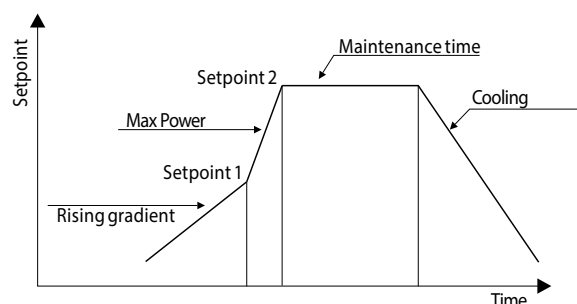 Setpoint
Maintenance time
Setpoint 2
Cooling
Max Power
Setpoint 1
Rising gradient
Time